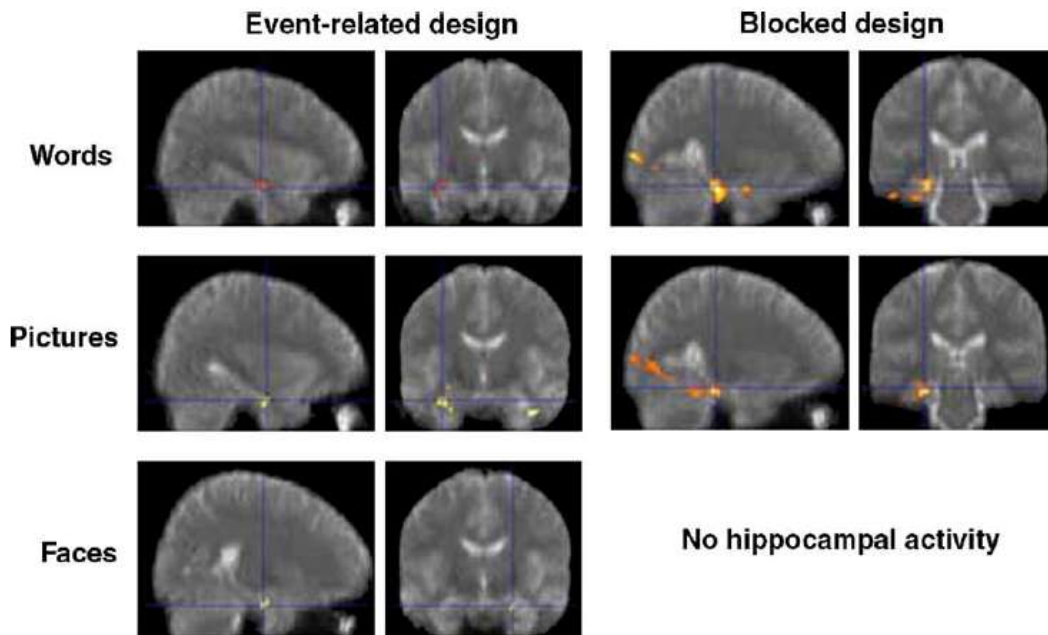 Event-related design
Blocked design
Words
Pictures
Faces
No hippocampal activity